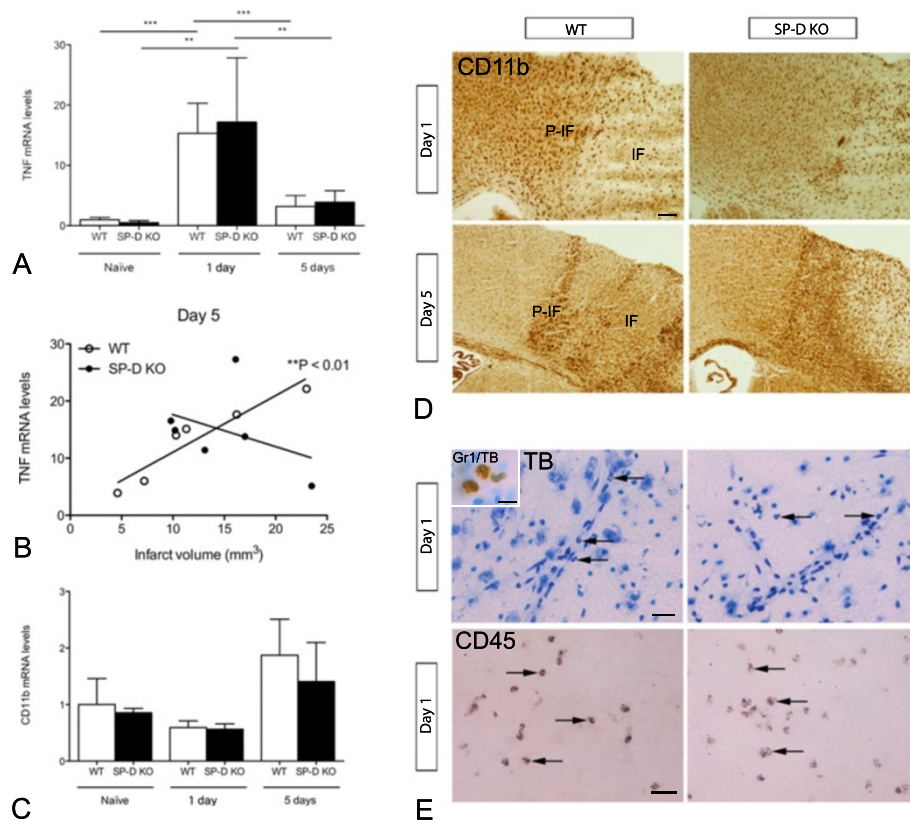 *** ***
** **
30
20
10
0
TNF mRNA levels
WT SP-D KO WT SP-D KO WT SP-D KO
Naïve 1 day 5 days
A
Day 5
WT
SP-D KO
**P < 0.01
30
20
10
0
TNF mRNA levels
0 5 10 15 20 25
Infarct volume (mm3)
B
3
2
1
0
CD11b mRNA levels
WT SP-D KO WT SP-D KO WT SP-D KO
Naïve 1 day 5 days
C
WT SP-D KO
Day 1
CD11b
P-IF
IF
Day 5
P-IF
IF
D
Day 1
Gr1/TB
TB
Day 1
CD45
E